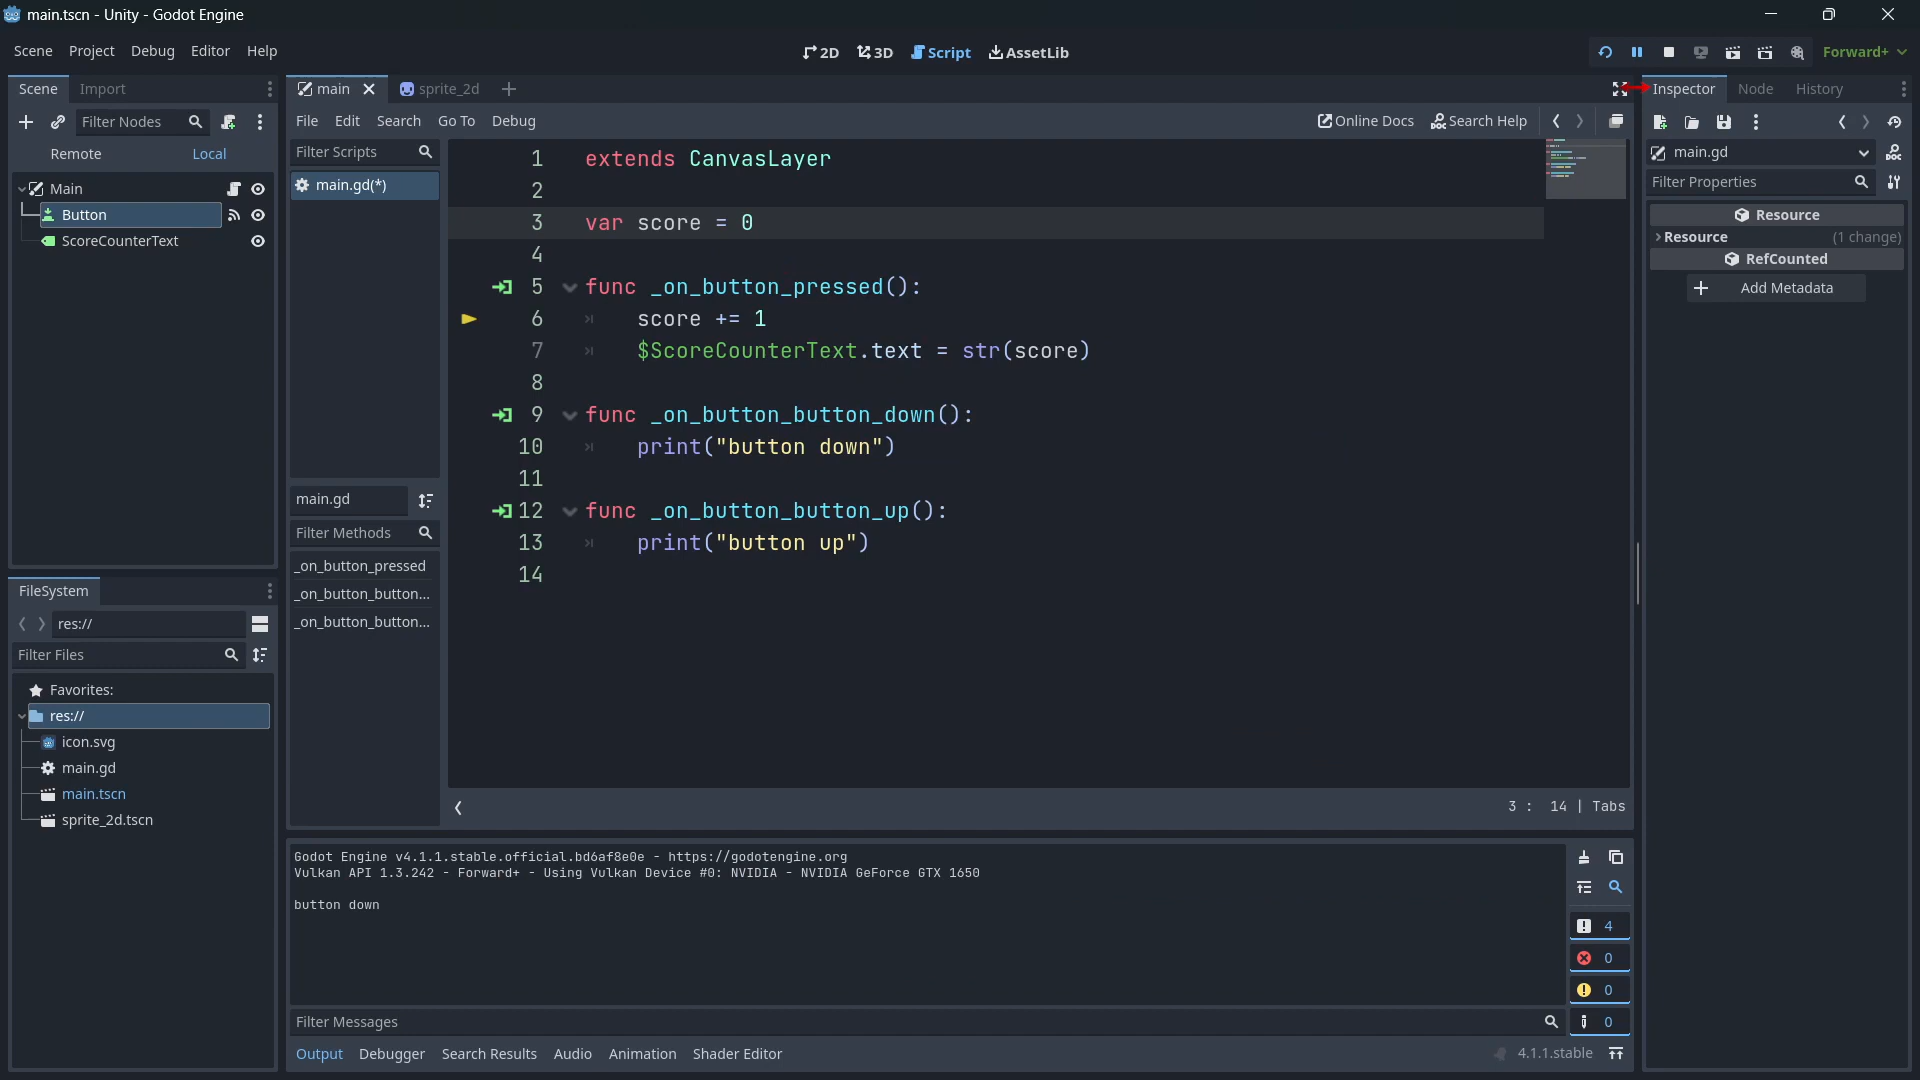 main.tscn - Unity - Godot Engine
Scene Project Debug Editor Help
2D 3D Script AssetLib
Forward+
Scene Import
Filter Nodes
Remote Local
Main
Button
ScoreCounterText
FileSystem
res://
Filter Files
Favorites:
res://
icon.svg
main.gd
main.tscn
sprite_2d.tscn
main sprite_2d
File Edit Search Go To Debug
Online Docs Search Help
Filter Scripts
main.gd(*)
main.gd
Filter Methods
_on_button_pressed
_on_button_button...
_on_button_button...
1 extends CanvasLayer
2
3 var score = 0
4
5 func _on_button_pressed():
6 score += 1
7 $ScoreCounterText.text = str(score)
8
9 func _on_button_button_down():
10 print("button down")
11
12 func _on_button_button_up():
13 print("button up")
14
3 : 14 | Tabs
Godot Engine v4.1.1.stable.official.bd6af8e0e - https://godotengine.org
Vulkan API 1.3.242 - Forward+ - Using Vulkan Device #0: NVIDIA - NVIDIA GeForce GTX 1650
button down
4
0
0
0
Filter Messages
Output Debugger Search Results Audio Animation Shader Editor
4.1.1.stable
Inspector Node History
main.gd
DOC
Filter Properties
Resource
Resource (1 change)
RefCounted
Add Metadata